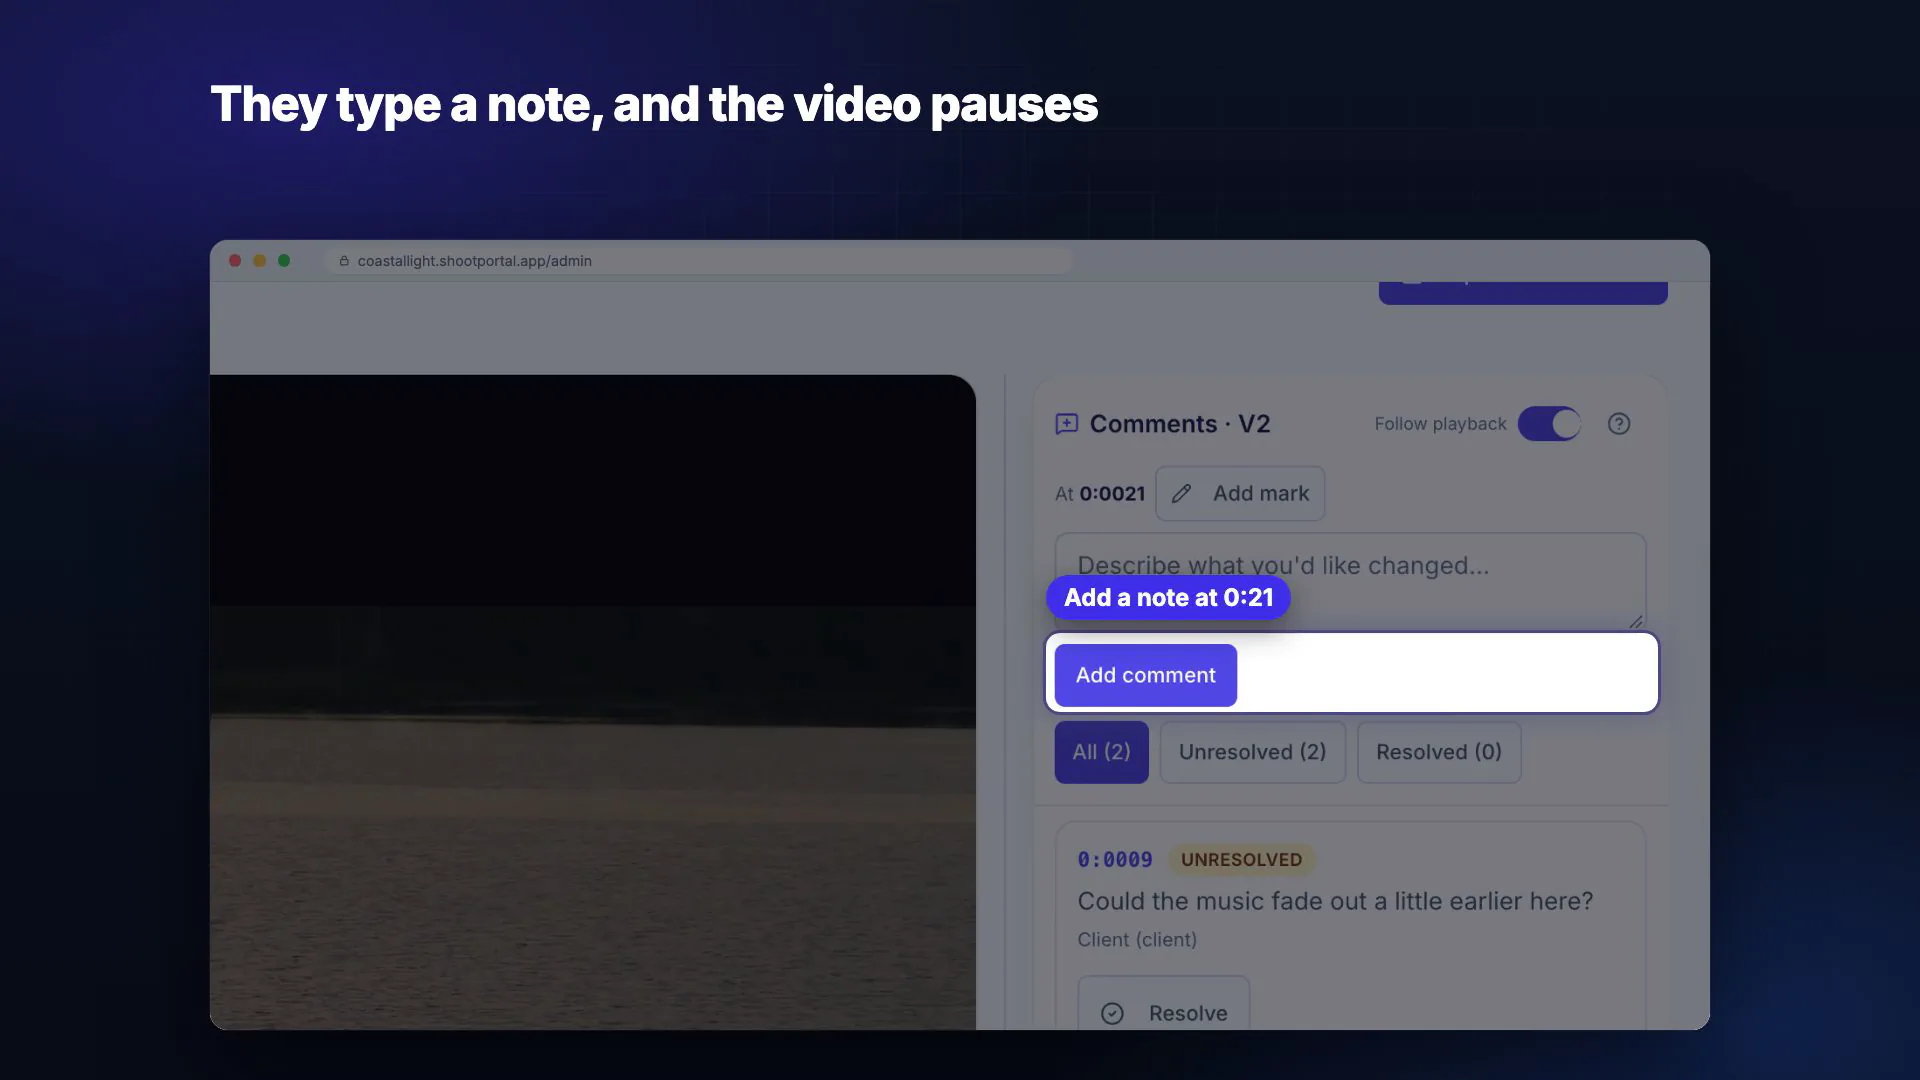 They type a note, and the video pauses
coastallight.shootportal.app/admin
Comments · V2
Follow playback
At 0:0021
Add mark
Describe what you'd like changed...
Add a note at 0:21
Add comment
All (2)
Unresolved (2)
Resolved (0)
0:0009
UNRESOLVED
Could the music fade out a little earlier here?
Client (client)
Resolve